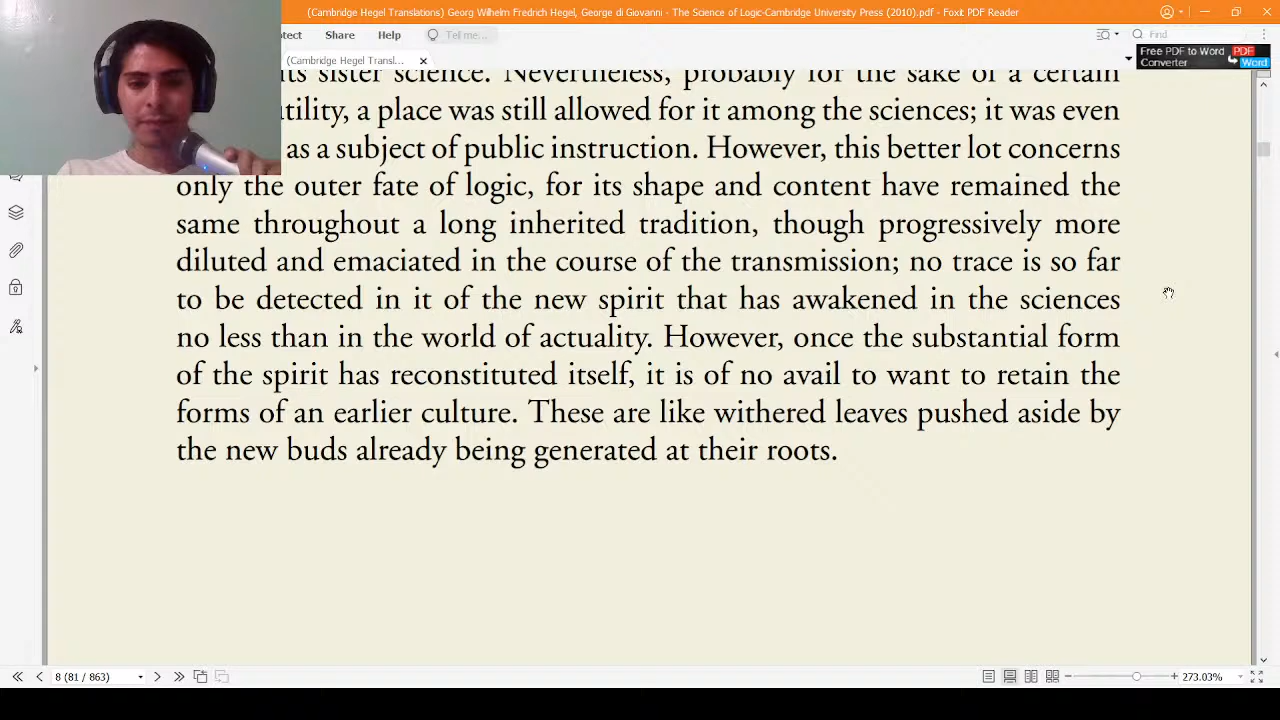 (Cambridge Hegel Translations) Georg Wilhelm Fredrich Hegel, George di Giovanni - The Science of Logic-Cambridge University Press (2010).pdf - Foxit PDF Reader
Share Help Tell me... Find
(Cambridge Hegel Transl...
Free PDF to Word PDF
Converter Word
sister science. Nevertheless, probably for the sake of a certain
utility, a place was still allowed for it among the sciences; it was even
as a subject of public instruction. However, this better lot concerns
only the outer fate of logic, for its shape and content have remained the
same throughout a long inherited tradition, though progressively more
diluted and emaciated in the course of the transmission; no trace is so far
to be detected in it of the new spirit that has awakened in the sciences
no less than in the world of actuality. However, once the substantial form
of the spirit has reconstituted itself, it is of no avail to want to retain the
forms of an earlier culture. These are like withered leaves pushed aside by
the new buds already being generated at their roots.
8 (81 / 863) 273.03%